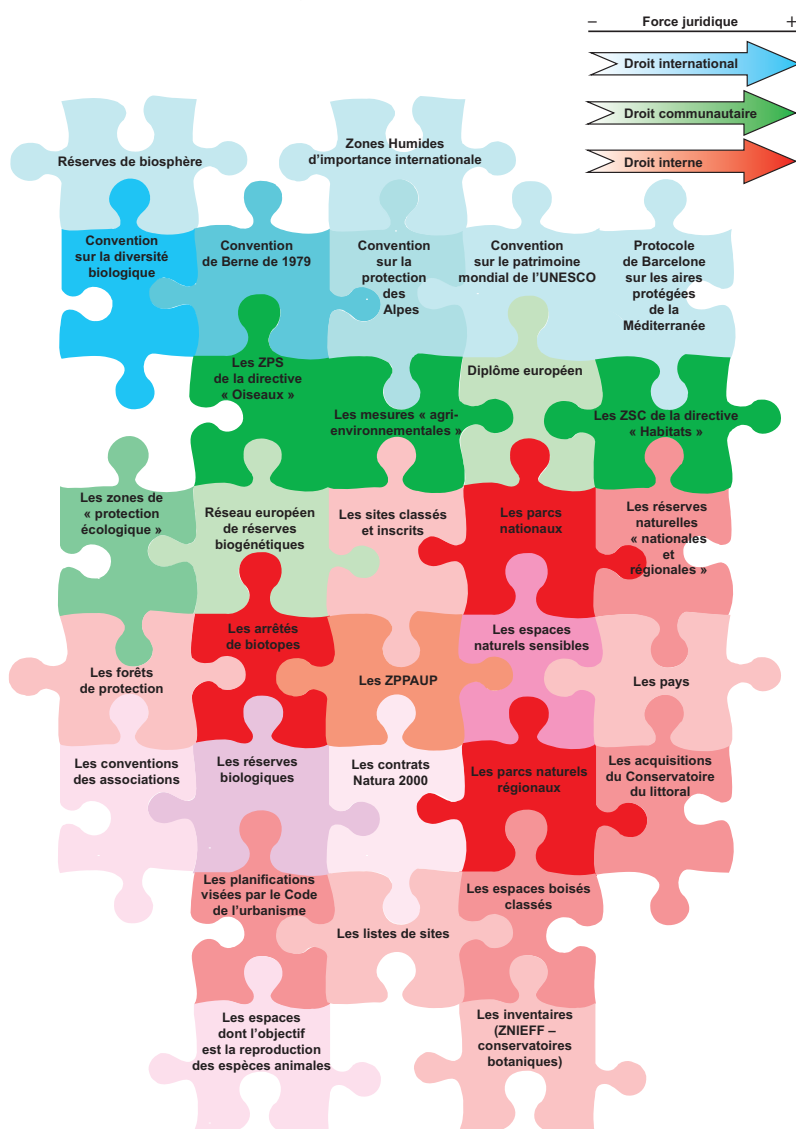 – Force juridique +
Droit international
Droit communautaire
Droit interne
Réserves de biosphère
Zones Humides
d’importance internationale
Convention
sur la diversité
biologique
Convention
de Berne de 1979
Convention
sur la
protection
des
Alpes
Convention
sur le patrimoine
mondial de l’UNESCO
Protocole
de Barcelone
sur les aires
protégées
de la
Méditerranée
Les ZPS
de la directive
« Oiseaux »
Les mesures « agri-
environnementales »
Diplôme européen
Les ZSC de la directive
« Habitats »
Les zones de
« protection
écologique »
Réseau européen
de réserves
biogénétiques
Les sites classés
et inscrits
Les parcs
nationaux
Les réserves
naturelles
« nationales
et
régionales »
Les forêts
de protection
Les arrêtés
de biotopes
Les ZPPAUP
Les espaces
naturels sensibles
Les pays
Les conventions
des associations
Les réserves
biologiques
Les contrats
Natura 2000
Les parcs naturels
régionaux
Les acquisitions
du Conservatoire
du littoral
Les planifications
visées par le Code
de l’urbanisme
Les listes de sites
Les espaces boisés
classés
Les espaces
dont l’objectif
est la reproduction
des espèces animales
Les inventaires
(ZNIEFF –
conservatoires
botaniques)